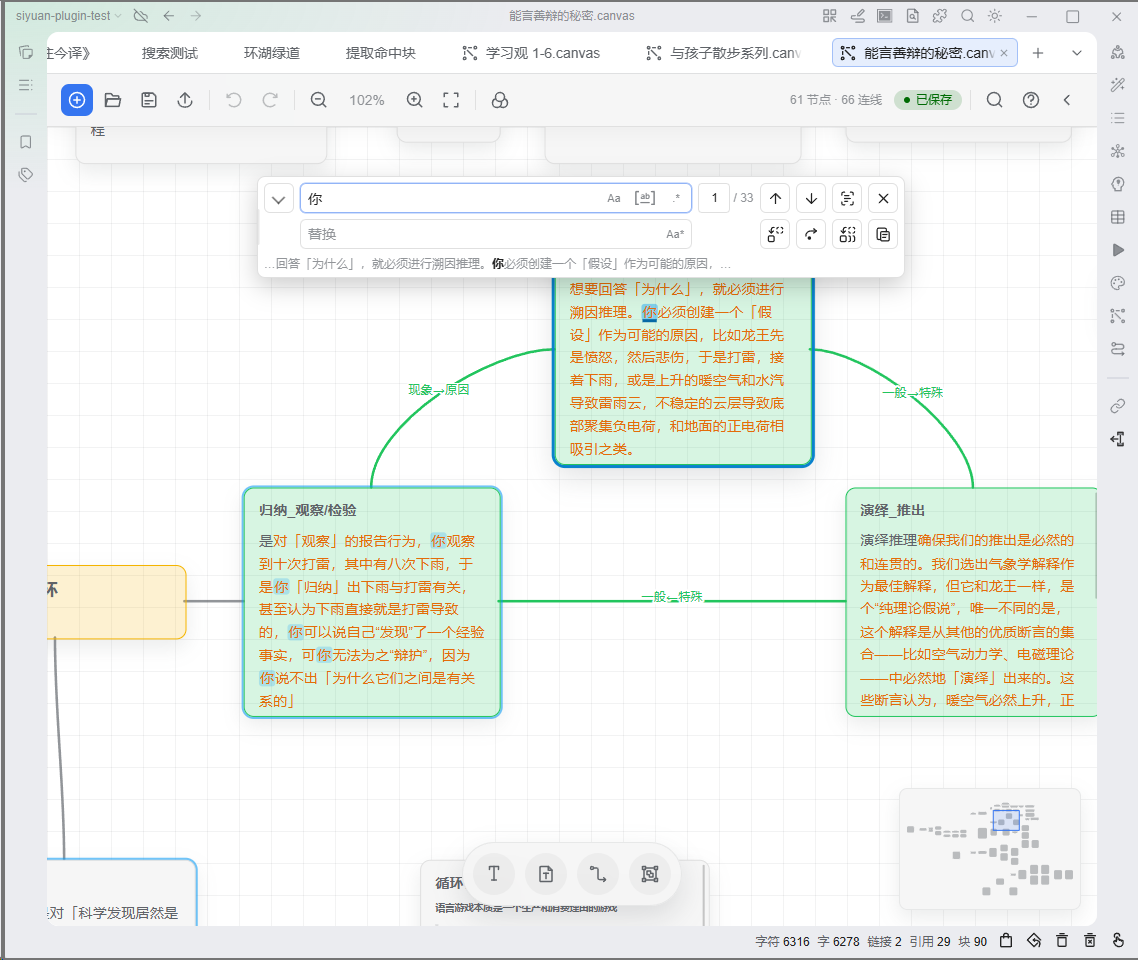 siyuan-plugin-test
能言善辩的秘密.canvas
注今译》
搜索测试
环湖绿道
提取命中块
学习观 1-6.canvas
与孩子散步系列.canv
能言善辩的秘密.canv
102%
61 节点 · 66 连线
已保存
程
你
Aa
ab
.*
1 / 33
替换
Aa*
…回答「为什么」，就必须进行溯因推理。你必须创建一个「假设」作为可能的原因，…
想要回答「为什么」，就必须进行
溯因推理。你必须创建一个「假
设」作为可能的原因，比如龙王先
是愤怒，然后悲伤，于是打雷，接
着下雨，或是上升的暖空气和水汽
导致雷雨云，不稳定的云层导致底
部聚集负电荷，和地面的正电荷相
吸引之类。
现象→原因
一般→特殊
归纳_观察/检验
是对「观察」的报告行为，你观察
到十次打雷，其中有八次下雨，于
是你「归纳」出下雨与打雷有关，
甚至认为下雨直接就是打雷导致
的，你可以说自己“发现”了一个经验
事实，可你无法为之“辩护”，因为
你说不出「为什么它们之间是有关
系的」
一般←特殊
演绎_推出
演绎推理确保我们的推出是必然的
和连贯的。我们选出气象学解释作
为最佳解释，但它和龙王一样，是
个“纯理论假说”，唯一不同的是，
这个解释是从其他的优质断言的集
合——比如空气动力学、电磁理论
——中必然地「演绎」出来的。这
些断言认为，暖空气必然上升，正
环
对「科学发现居然是
循环
语言游戏本质是一个生产和消费理由的游戏
T
字符 6316 字 6278 链接 2 引用 29 块 90